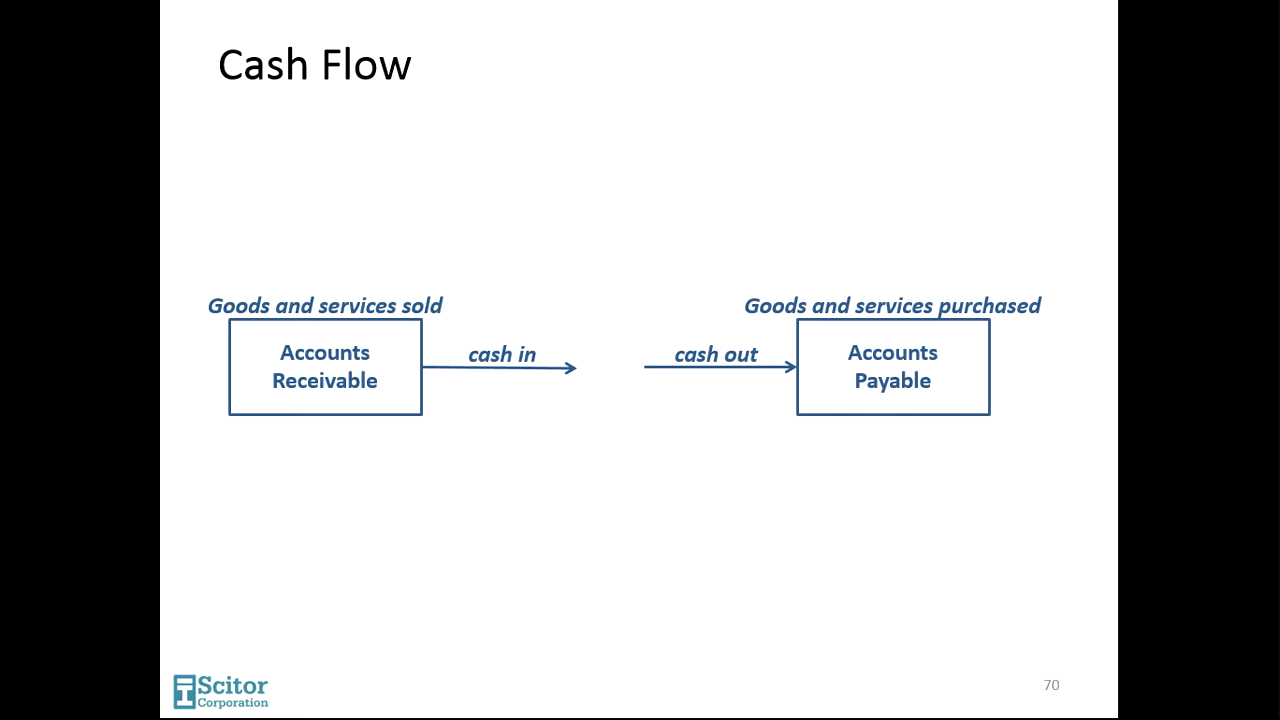 Cash Flow
Goods and services sold
Goods and services purchased
Accounts
Receivable
cash in
cash out
Accounts
Payable
Scitor
Corporation
70